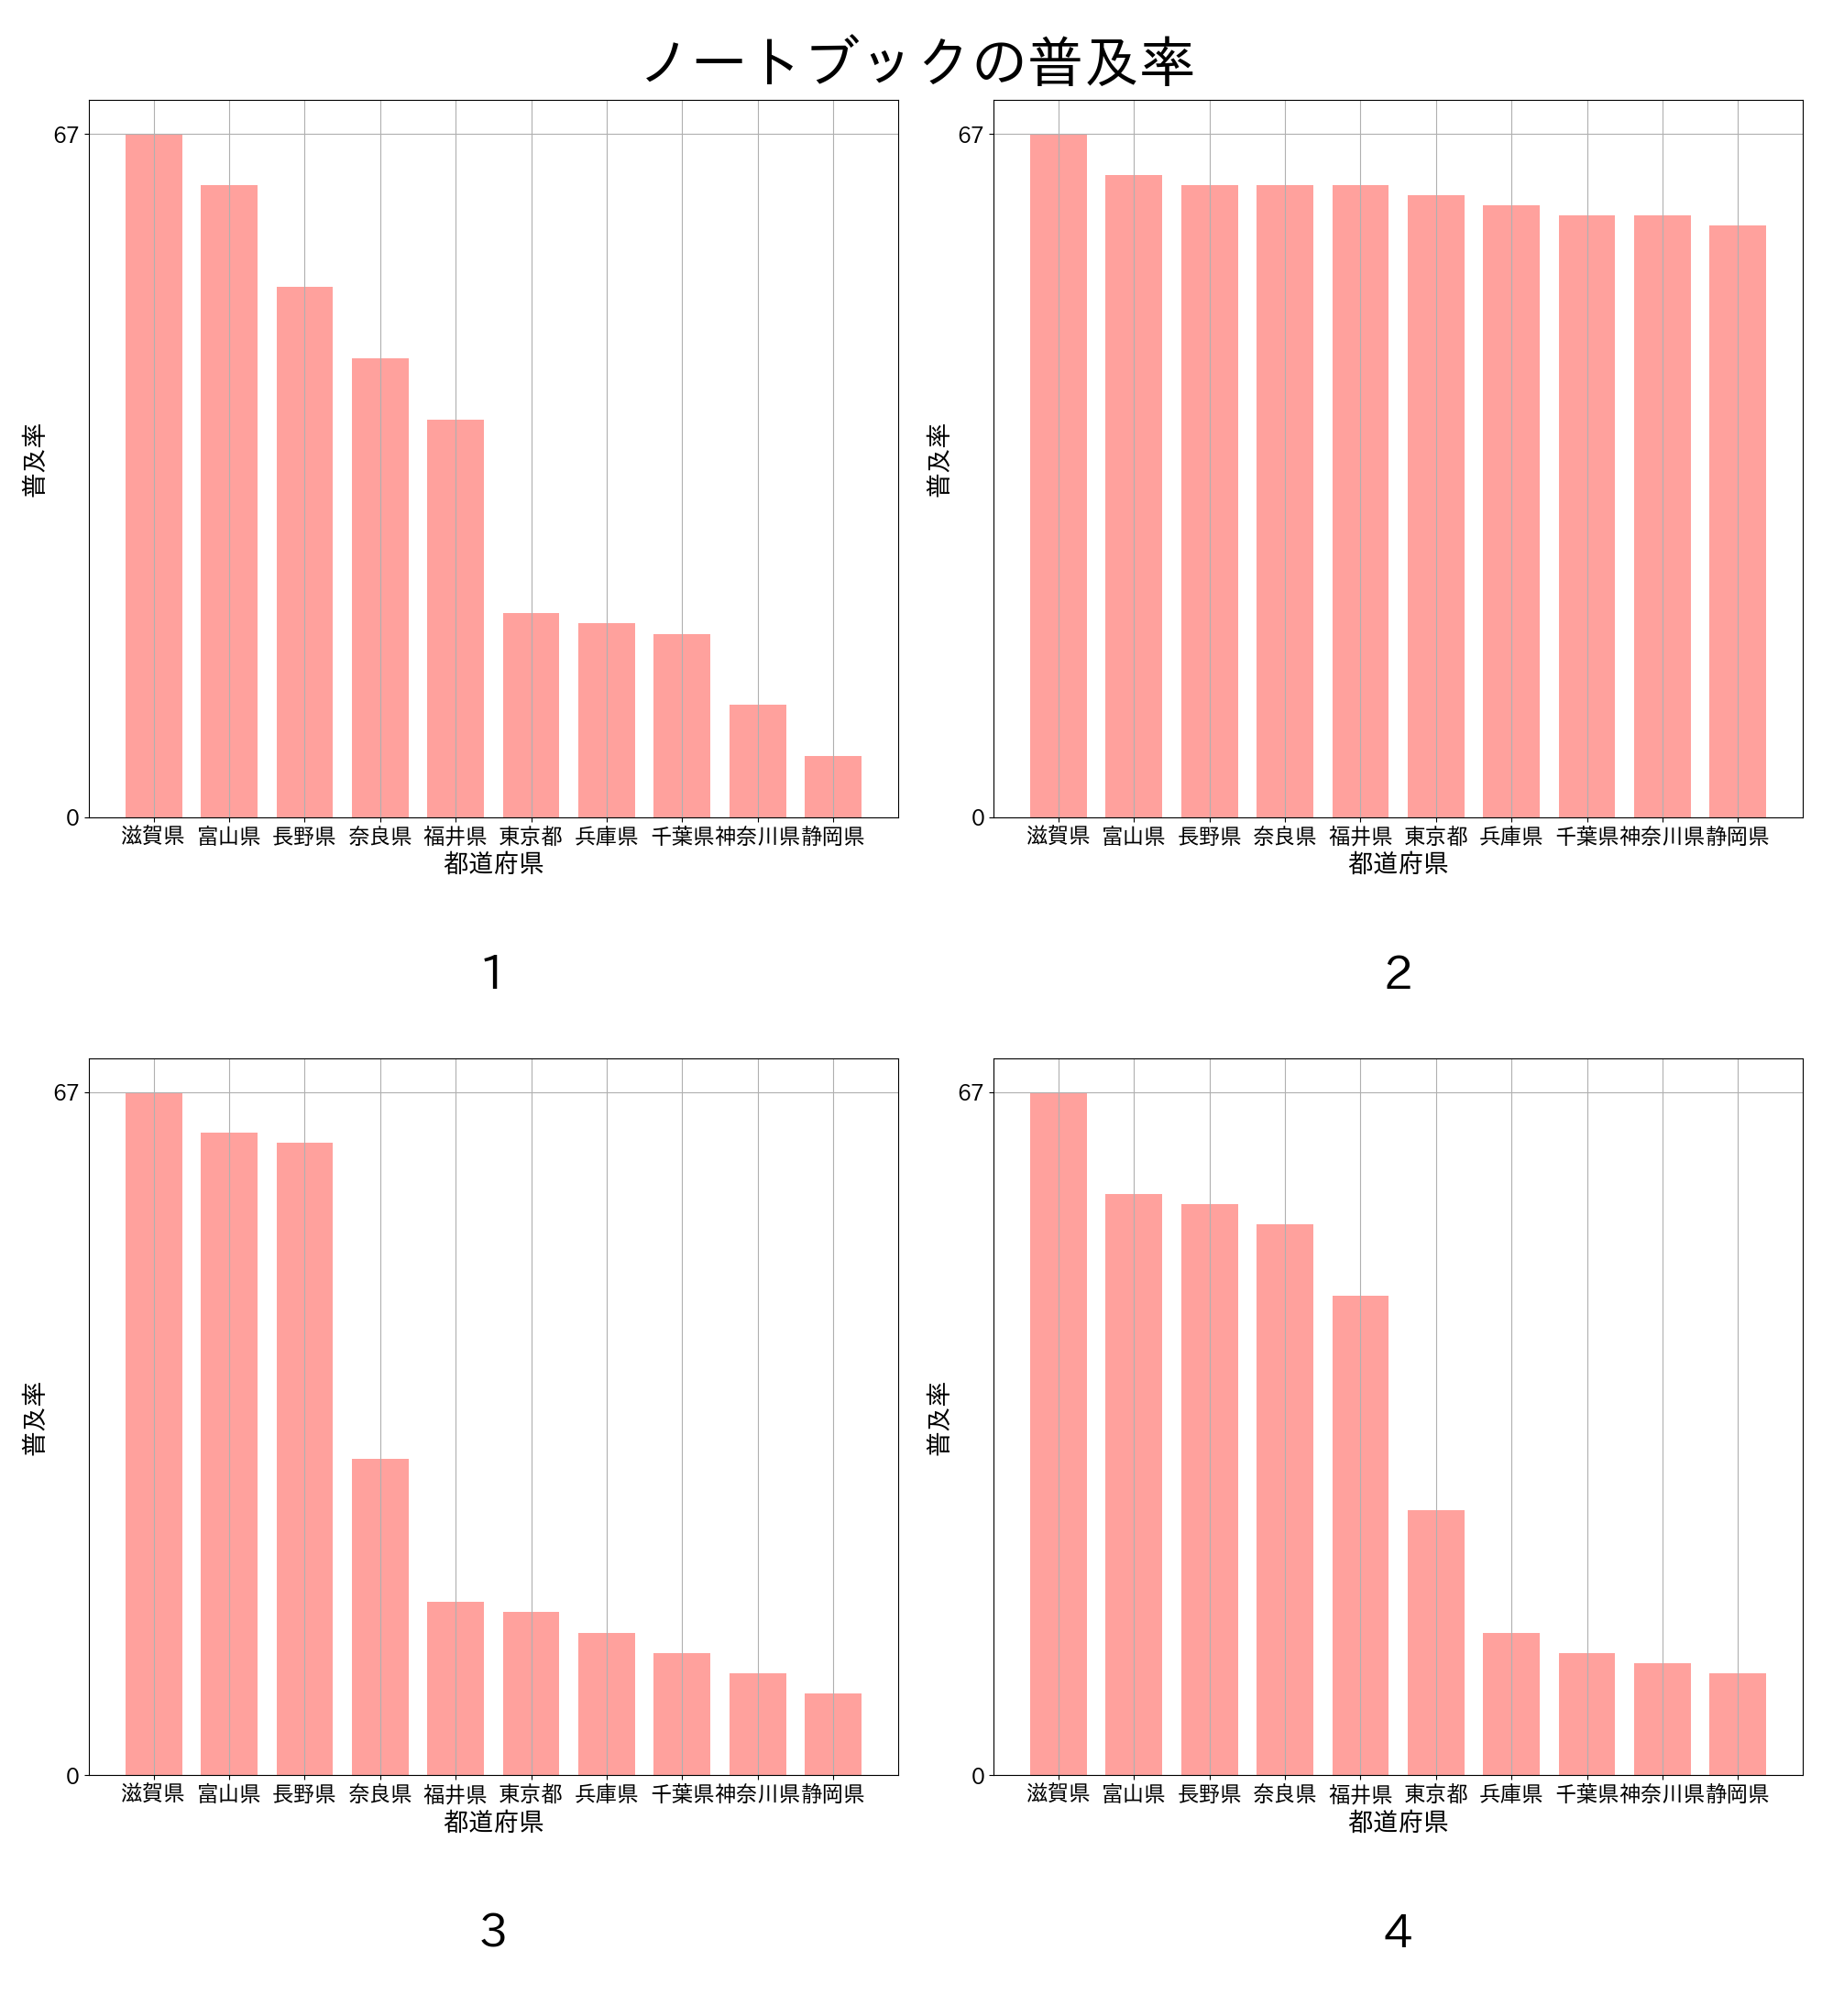 ノートブックの普及率
67
0
普及率
滋賀県 富山県 長野県 奈良県 福井県 東京都 兵庫県 千葉県 神奈川県 静岡県
都道府県
1
67
0
普及率
滋賀県 富山県 長野県 奈良県 福井県 東京都 兵庫県 千葉県 神奈川県 静岡県
都道府県
2
67
0
普及率
滋賀県 富山県 長野県 奈良県 福井県 東京都 兵庫県 千葉県 神奈川県 静岡県
都道府県
3
67
0
普及率
滋賀県 富山県 長野県 奈良県 福井県 東京都 兵庫県 千葉県 神奈川県 静岡県
都道府県
4